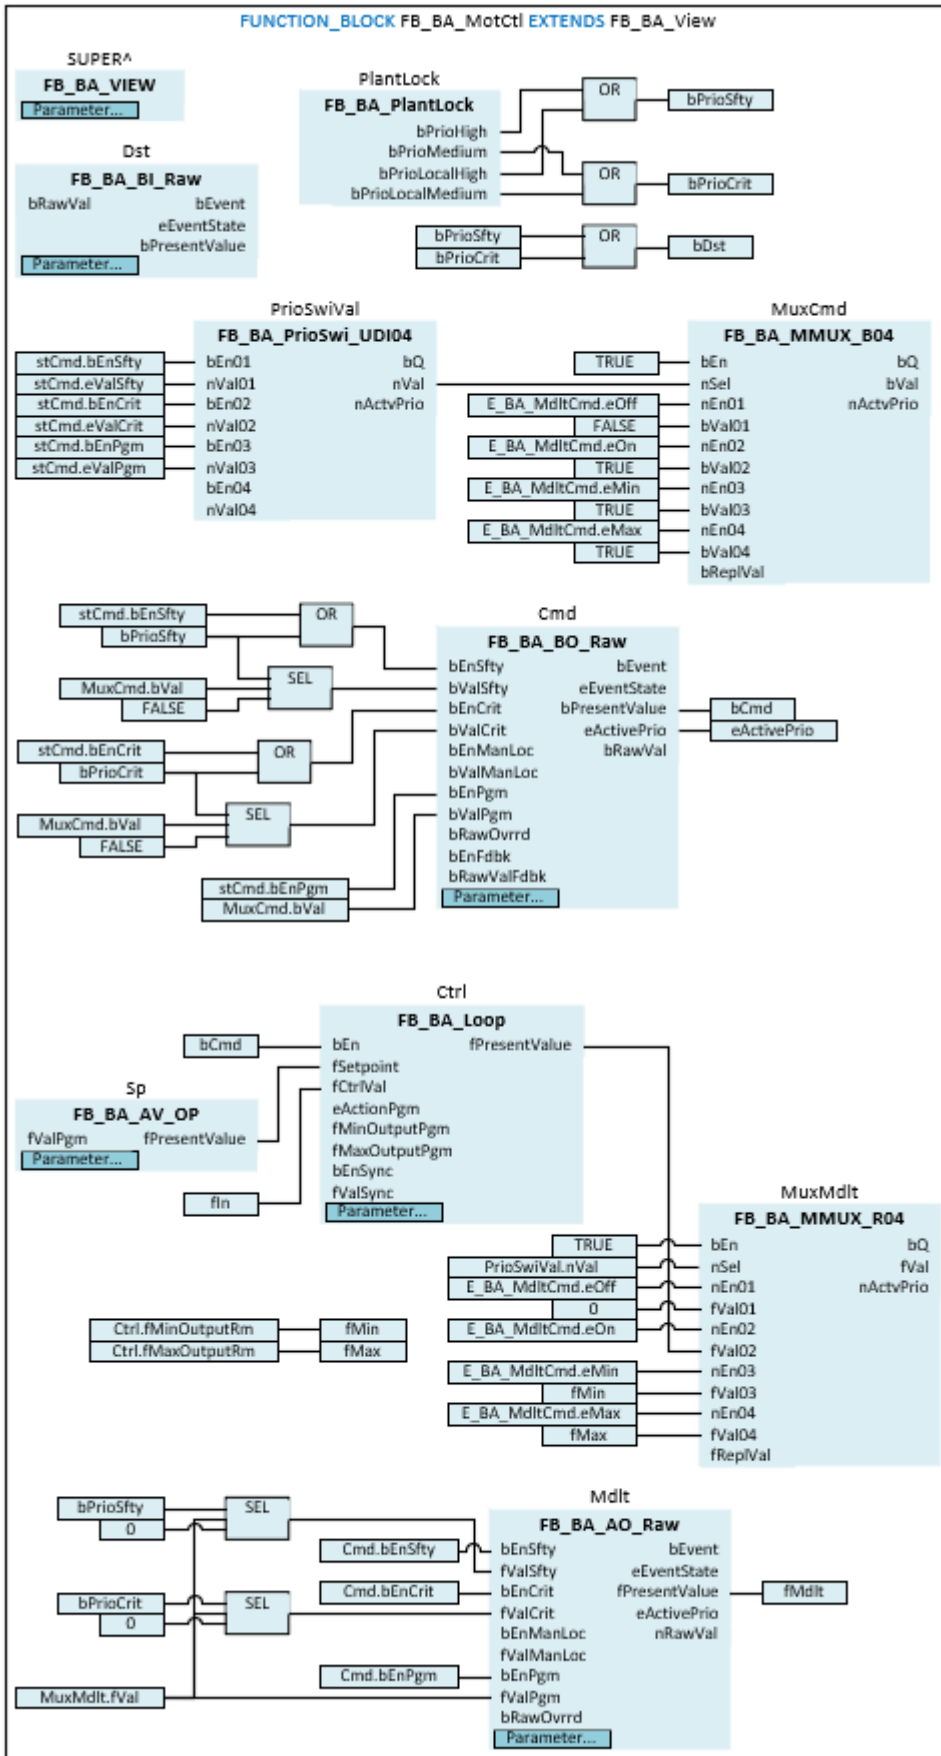 FUNCTION_BLOCK FB_BA_MotCtl EXTENDS FB_BA_View
SUPER^
FB_BA_VIEW
Parameter...
PlantLock
FB_BA_PlantLock
bPrioHigh
bPrioMedium
bPrioLocalHigh
bPrioLocalMedium
OR
bPrioSfty
OR
bPrioCrit
bPrioSfty
bPrioCrit
OR
bDst
Dst
FB_BA_BI_Raw
bRawVal bEvent
eEventState
bPresentValue
Parameter...
PrioSwiVal
FB_BA_PrioSwi_UDI04
stCmd.bEnSfty bEn01 bQ
stCmd.eValSfty nVal01 nVal
stCmd.bEnCrit bEn02 nActvPrio
stCmd.eValCrit nVal02
stCmd.bEnPgm bEn03
stCmd.eValPgm nVal03
bEn04
nVal04
MuxCmd
FB_BA_MMUX_B04
TRUE bEn bQ
nSel bVal
E_BA_MdltCmd.eOff nEn01 nActvPrio
FALSE bVal01
E_BA_MdltCmd.eOn nEn02
TRUE bVal02
E_BA_MdltCmd.eMin nEn03
TRUE bVal03
E_BA_MdltCmd.eMax nEn04
TRUE bVal04
bReplVal
stCmd.bEnSfty
bPrioSfty
OR
MuxCmd.bVal
FALSE
SEL
stCmd.bEnCrit
bPrioCrit
OR
MuxCmd.bVal
FALSE
SEL
stCmd.bEnPgm
MuxCmd.bVal
Cmd
FB_BA_BO_Raw
bEnSfty bEvent
bValSfty eEventState
bEnCrit bPresentValue bCmd
bValCrit eActivePrio eActivePrio
bEnManLoc bRawVal
bValManLoc
bEnPgm
bValPgm
bRawOvrrd
bEnFdbk
bRawValFdbk
Parameter...
Ctrl
FB_BA_Loop
bCmd bEn fPresentValue
fSetpoint
fCtrlVal
eActionPgm
fMinOutputPgm
fMaxOutputPgm
bEnSync
fValSync
Parameter...
Sp
FB_BA_AV_OP
fValPgm fPresentValue
Parameter...
fIn
MuxMdlt
FB_BA_MMUX_R04
TRUE bEn bQ
PrioSwiVal.nVal nSel fVal
E_BA_MdltCmd.eOff nEn01 nActvPrio
0 fVal01
E_BA_MdltCmd.eOn nEn02
fVal02
E_BA_MdltCmd.eMin nEn03
fMin fVal03
E_BA_MdltCmd.eMax nEn04
fMax fVal04
fReplVal
Ctrl.fMinOutputRm fMin
Ctrl.fMaxOutputRm fMax
bPrioSfty
0
SEL
bPrioCrit
0
SEL
MuxMdlt.fVal
Mdlt
FB_BA_AO_Raw
Cmd.bEnSfty bEnSfty bEvent
fValSfty eEventState
Cmd.bEnCrit bEnCrit fPresentValue fMdlt
fValCrit eActivePrio
bEnManLoc nRawVal
fValManLoc
Cmd.bEnPgm bEnPgm
fValPgm
bRawOvrrd
Parameter...